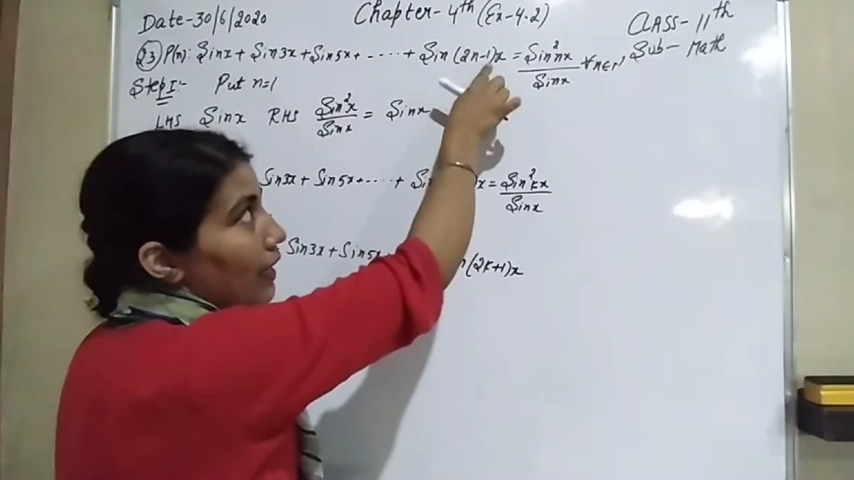 Date-30/6/2020
Chapter-4th (Ex-4.2)
CLASS-11th
Sub- Math
Q3) P(n): Sinx + Sin3x + Sin5x + ..... + Sin(2n-1)x = Sin²nx / Sinx ∀n∈N
Step I:- Put n=1
LHS Sinx RHS Sin²x / Sinx = Sinx
Sin3x + Sin5x + ..... + x = Sin²kx / Sinx
Sin3x + Sin5x + (2k+1)x